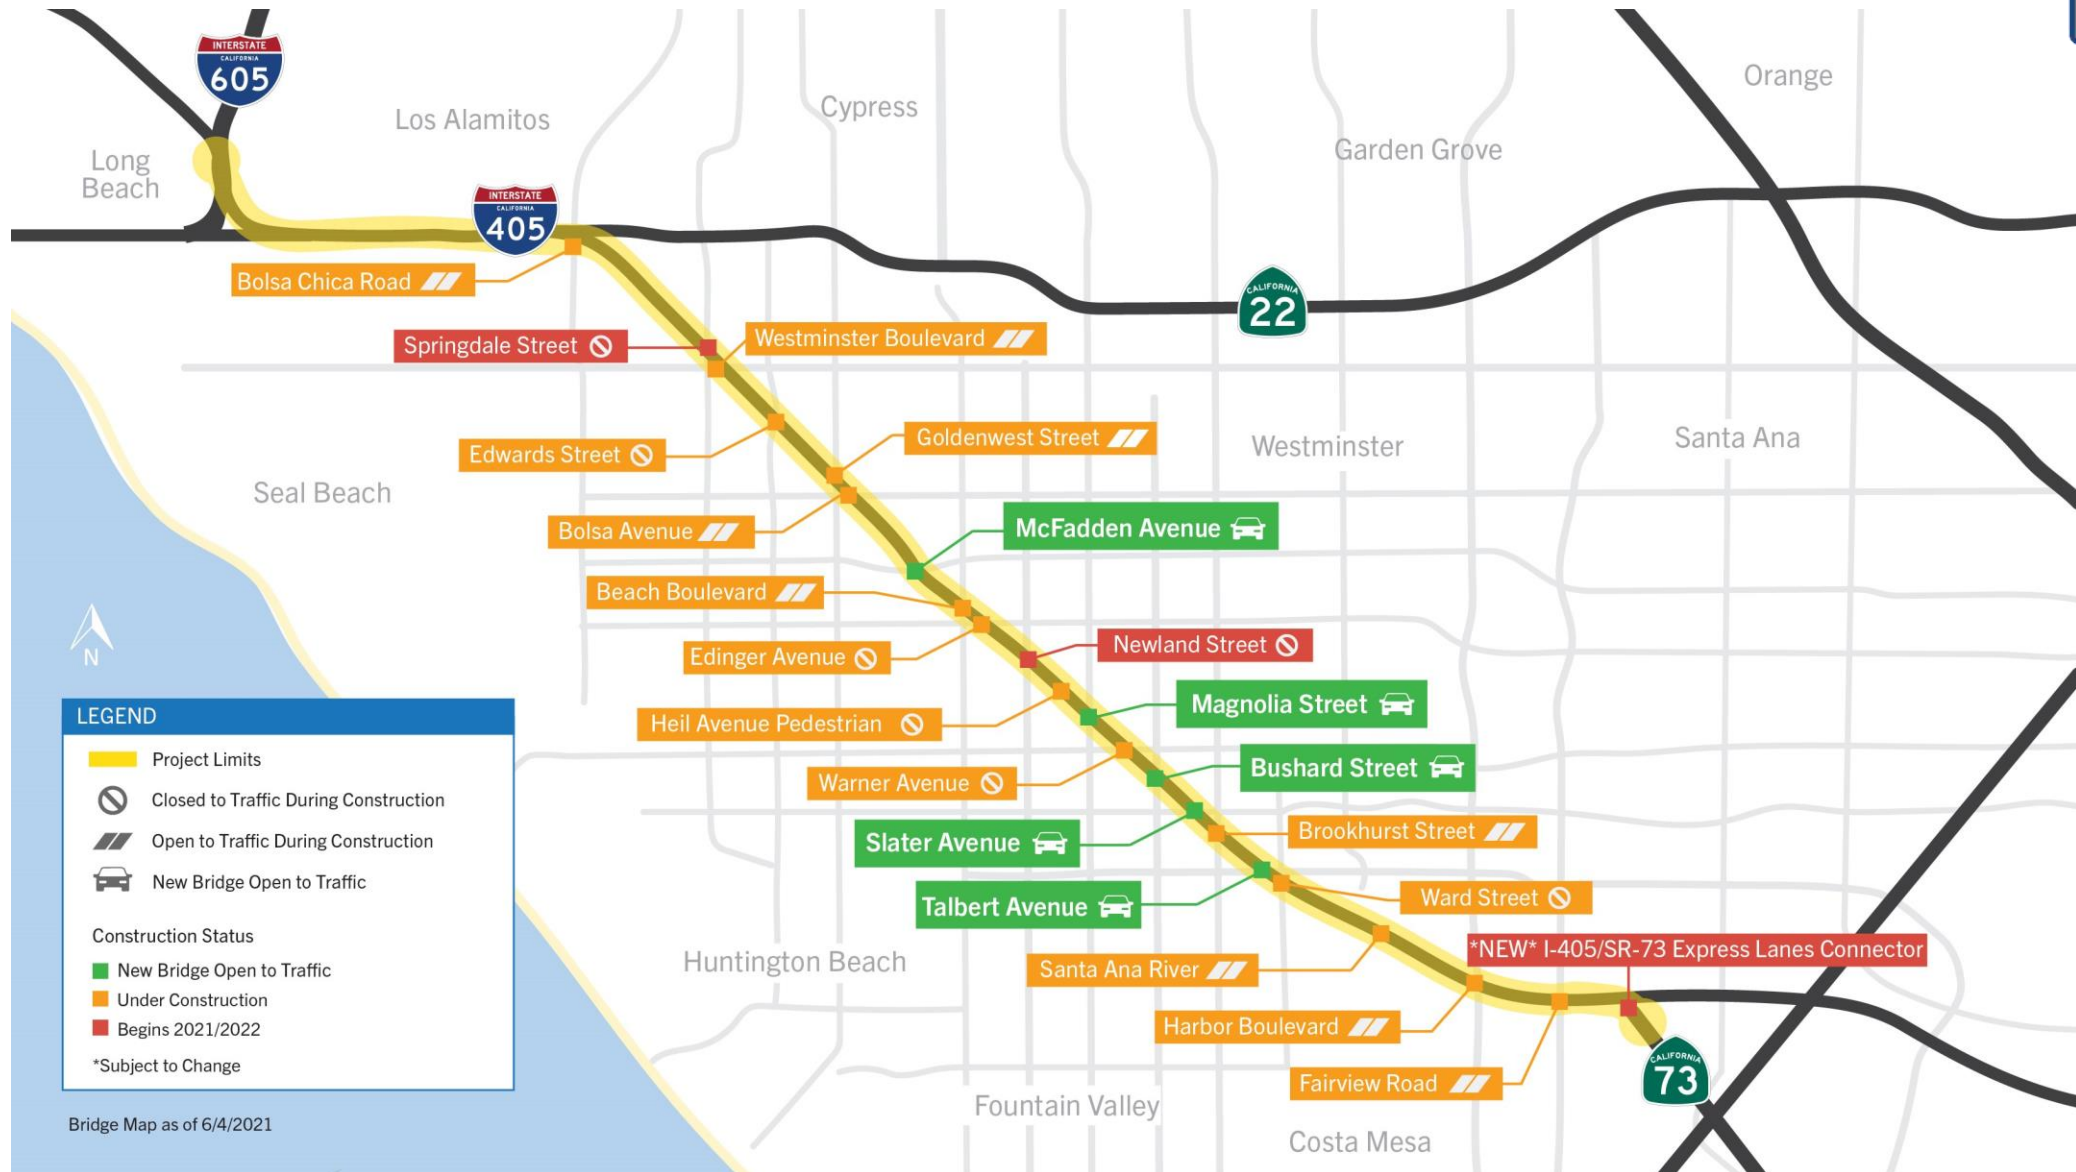 INTERSTATE
CALIFORNIA
605
Orange
Los Alamitos
Cypress
Garden Grove
Long
Beach
INTERSTATE
CALIFORNIA
405
Bolsa Chica Road
CALIFORNIA
22
Springdale Street
Westminster Boulevard
Edwards Street
Goldenwest Street
Westminster
Santa Ana
Seal Beach
Bolsa Avenue
McFadden Avenue
Beach Boulevard
Newland Street
Edinger Avenue
Magnolia Street
Heil Avenue Pedestrian
Bushard Street
Warner Avenue
Brookhurst Street
Slater Avenue
Ward Street
Talbert Avenue
*NEW* I-405/SR-73 Express Lanes Connector
Huntington Beach
Santa Ana River
Harbor Boulevard
Fairview Road
CALIFORNIA
73
Fountain Valley
Costa Mesa
N
LEGEND
Project Limits
Closed to Traffic During Construction
Open to Traffic During Construction
New Bridge Open to Traffic
Construction Status
New Bridge Open to Traffic
Under Construction
Begins 2021/2022
*Subject to Change
Bridge Map as of 6/4/2021